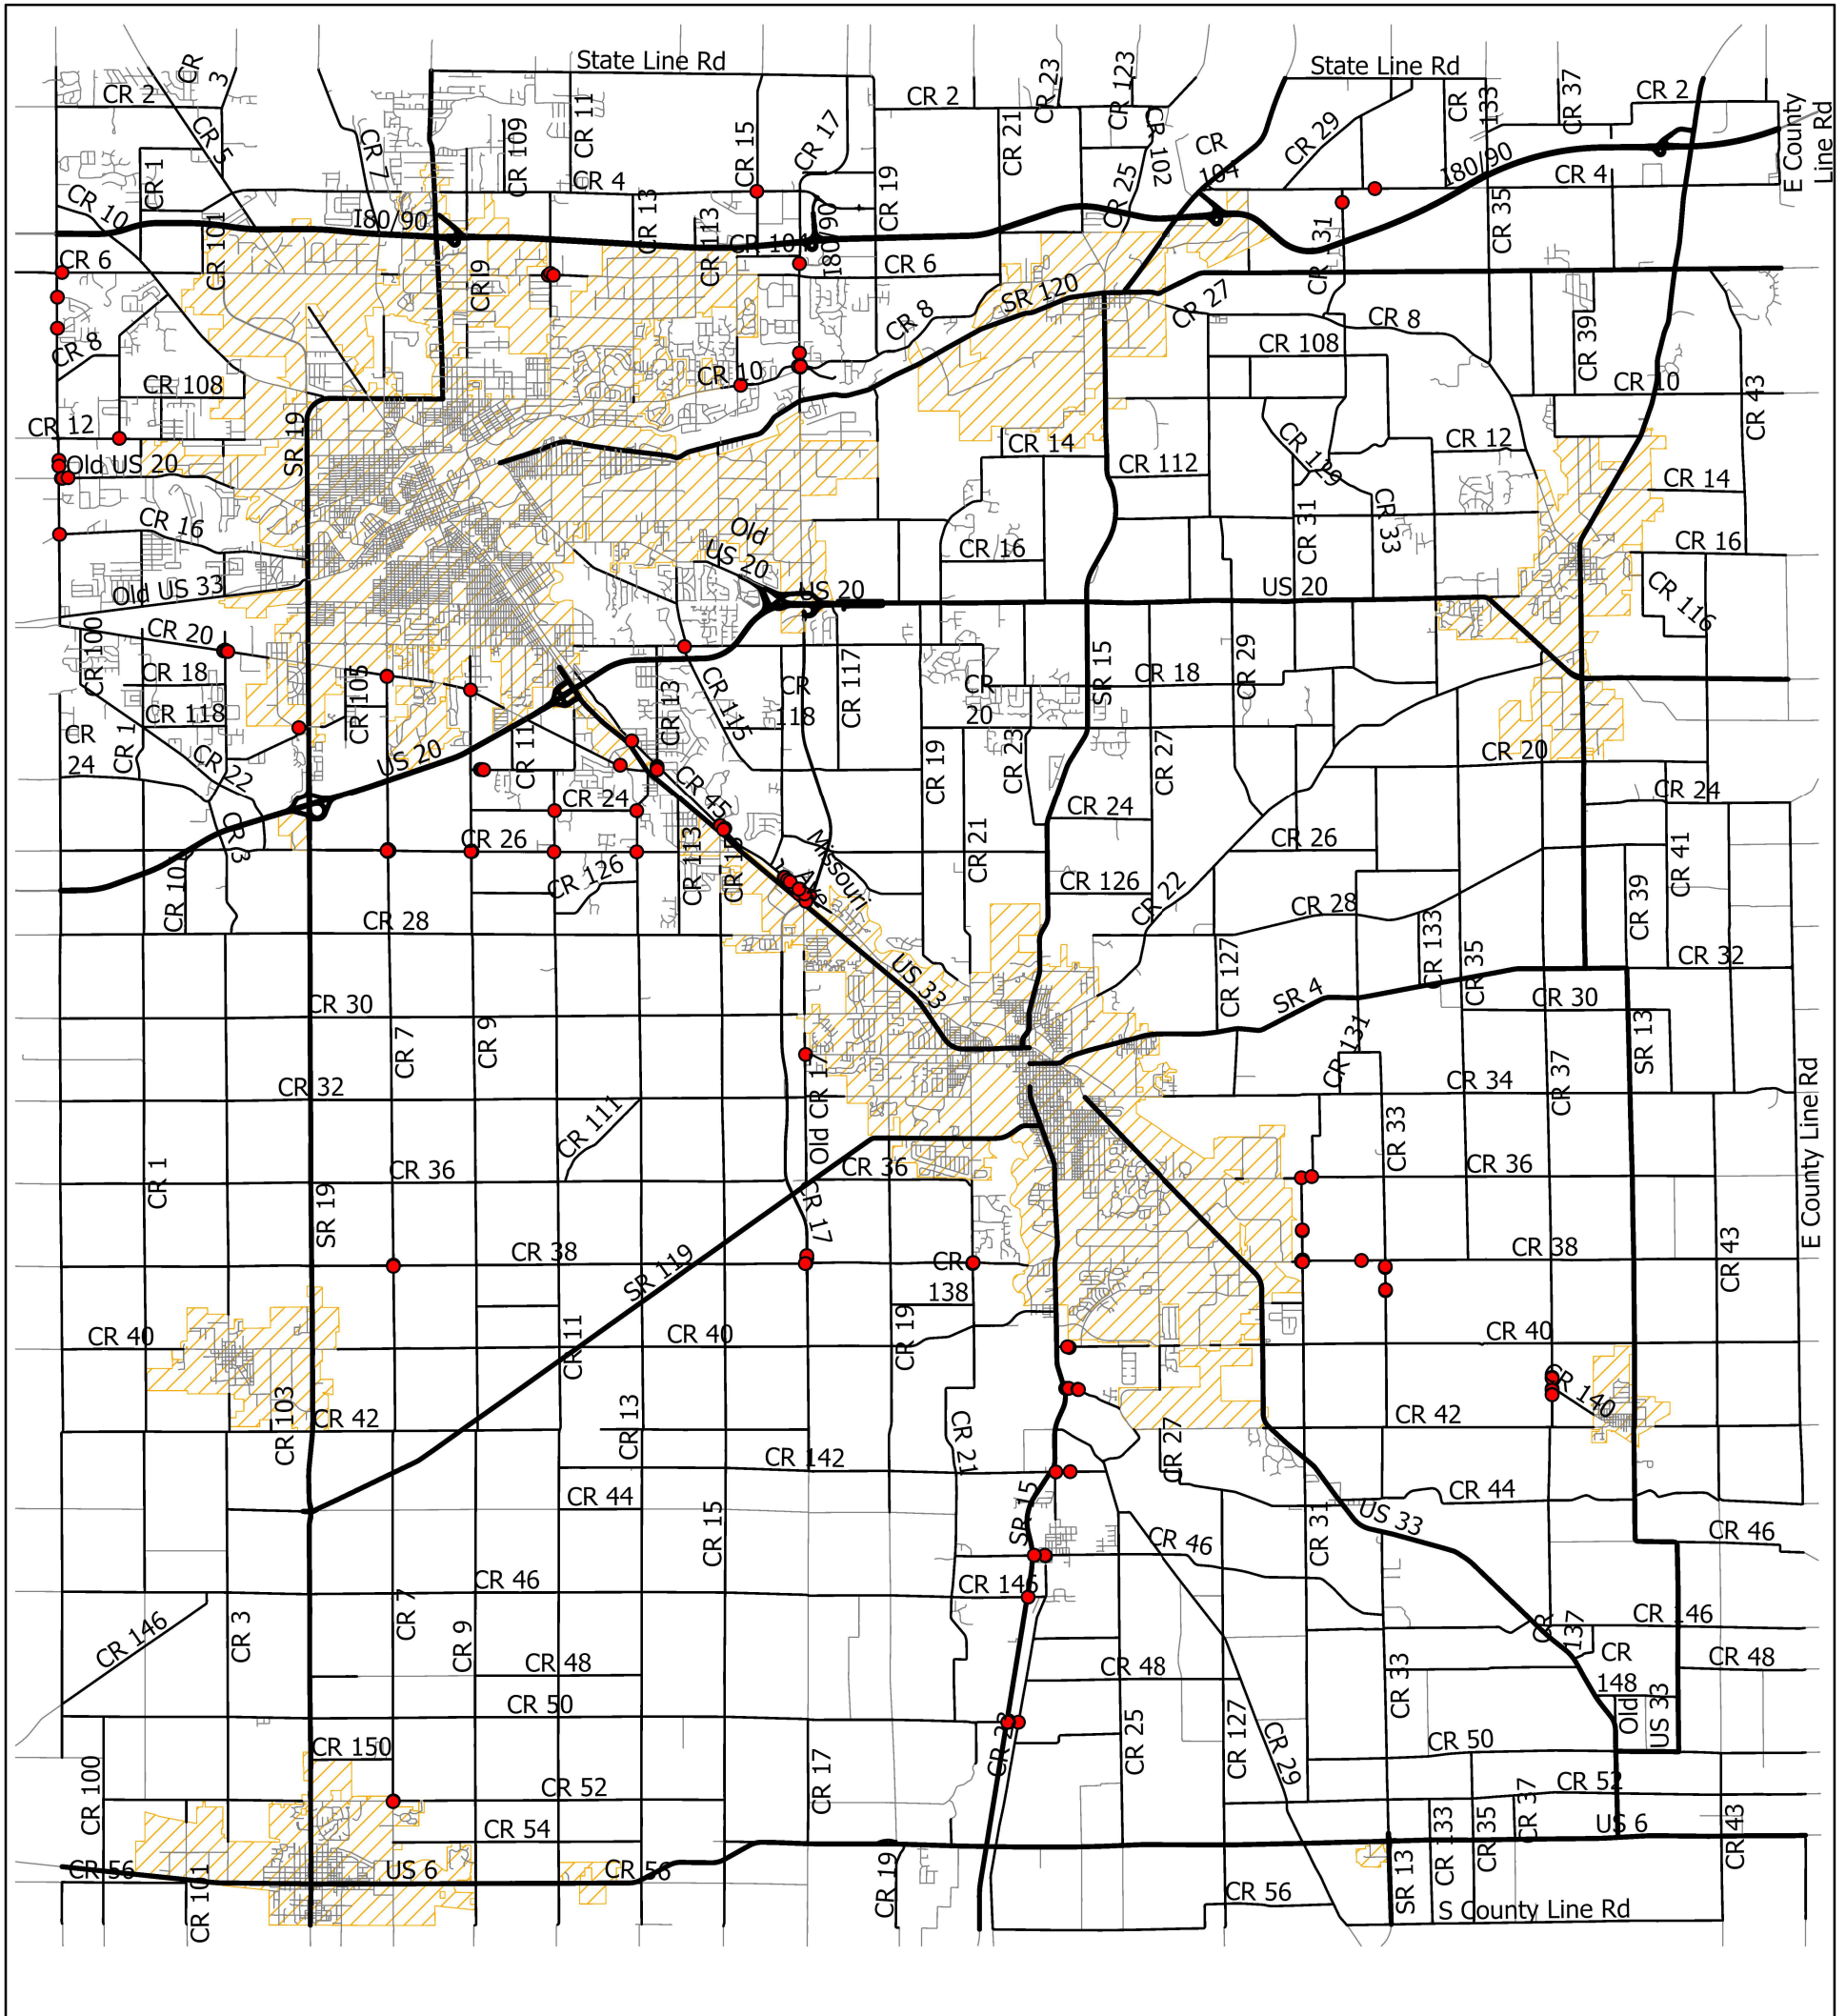 State Line Rd
State Line Rd
CR
3
CR 2
CR 5
CR 7
CR 109
CR 11
CR 15
CR 17
CR 2
CR 21
CR 23
CR 123
CR 102
CR
104
CR 29
CR
133
CR 37
CR 2
E County
Line Rd
CR 1
CR 10
CR 4
CR 13
CR 113
CR 19
CR 25
I80/90
CR 4
CR 35
CR 101
I80/90
I80/90
CR 6
CR 9
CR 6
CR 31
SR 120
CR 8
CR 27
CR 8
CR 39
CR 8
CR 108
CR 108
CR 10
CR 10
CR 43
CR 12
SR 19
CR 14
CR 112
CR 129
CR 12
CR 14
Old US 20
CR 16
Old
US 20
CR 16
CR 31
CR 33
CR 16
Old US 33
US 20
US 20
CR 116
CR 20
CR 100
CR 18
CR 105
CR 13
CR 115
CR
118
CR 117
CR
20
SR 15
CR 18
CR 29
CR 118
CR
24
CR 1
CR 22
US 20
CR 11
CR 19
CR 23
CR 27
CR 20
CR 45
CR 24
CR 24
CR 24
CR 3
CR 26
CR 113
CR 15
Missouri
Ave
CR 21
CR 26
CR 41
CR 101
CR 126
CR 126
CR 22
CR 28
CR 28
CR 39
CR 133
CR 35
CR 32
US 33
CR 127
SR 4
CR 30
CR 30
CR 7
CR 9
CR 131
SR 13
CR 37
CR 32
Old CR 17
CR 34
E County Line Rd
CR 111
CR 33
CR 1
CR 36
CR 36
CR 36
SR 19
CR 17
CR 38
SR 119
CR
138
CR 38
CR 43
CR 40
CR 11
CR 40
CR 19
CR 40
SR 140
CR 103
CR 42
CR 13
CR 21
CR 27
CR 42
CR 142
CR 44
CR 15
SR 15
CR 31
US 33
CR 44
CR 46
CR 46
CR 46
CR 146
CR 146
CR 3
CR 7
CR 9
CR
137
CR 146
CR 48
CR 48
CR 33
CR
148
CR 48
CR 50
Old
US 33
CR 150
CR 100
CR 17
CR 25
CR 127
CR 29
CR 50
CR 52
CR 52
CR 37
CR 54
CR 133
CR 35
US 6
CR 43
CR 56
CR 101
US 6
CR 56
CR 19
CR 56
SR 13
S County Line Rd